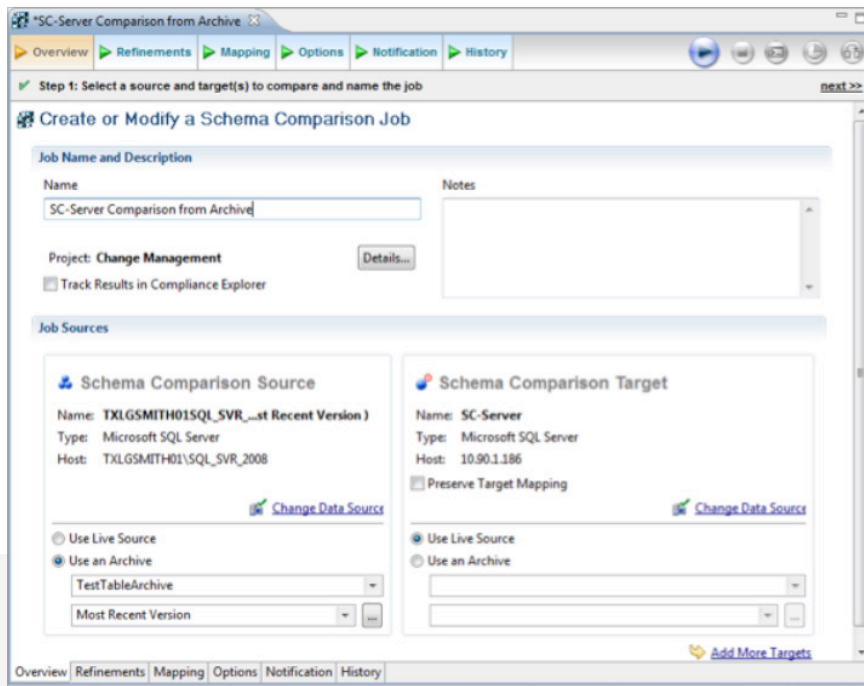 *SC-Server Comparison from Archive
Overview Refinements Mapping Options Notification History
Step 1: Select a source and target(s) to compare and name the job next >>
Create or Modify a Schema Comparison Job
Job Name and Description
Name Notes
SC-Server Comparison from Archive
Project: Change Management Details...
Track Results in Compliance Explorer
Job Sources
Schema Comparison Source
Name: TXLGSMITH01SQL_SVR_...st Recent Version )
Type: Microsoft SQL Server
Host: TXLGSMITH01\SQL_SVR_2008
Change Data Source
Use Live Source
Use an Archive
TestTableArchive
Most Recent Version ...
Schema Comparison Target
Name: SC-Server
Type: Microsoft SQL Server
Host: 10.90.1.186
Preserve Target Mapping
Change Data Source
Use Live Source
Use an Archive
...
Add More Targets
Overview Refinements Mapping Options Notification History